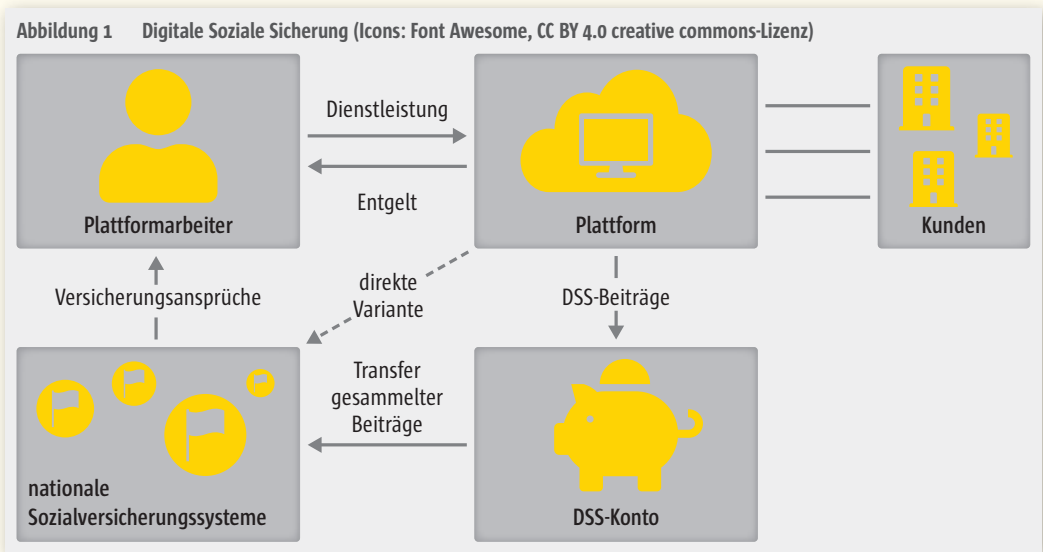 Abbildung 1 Digitale Soziale Sicherung (Icons: Font Awesome, CC BY 4.0 creative commons-Lizenz)
Dienstleistung
Entgelt
Plattformarbeiter
Plattform
Kunden
Versicherungsansprüche
direkte
Variante
DSS-Beiträge
Transfer
gesammelter
Beiträge
nationale
Sozialversicherungssysteme
DSS-Konto